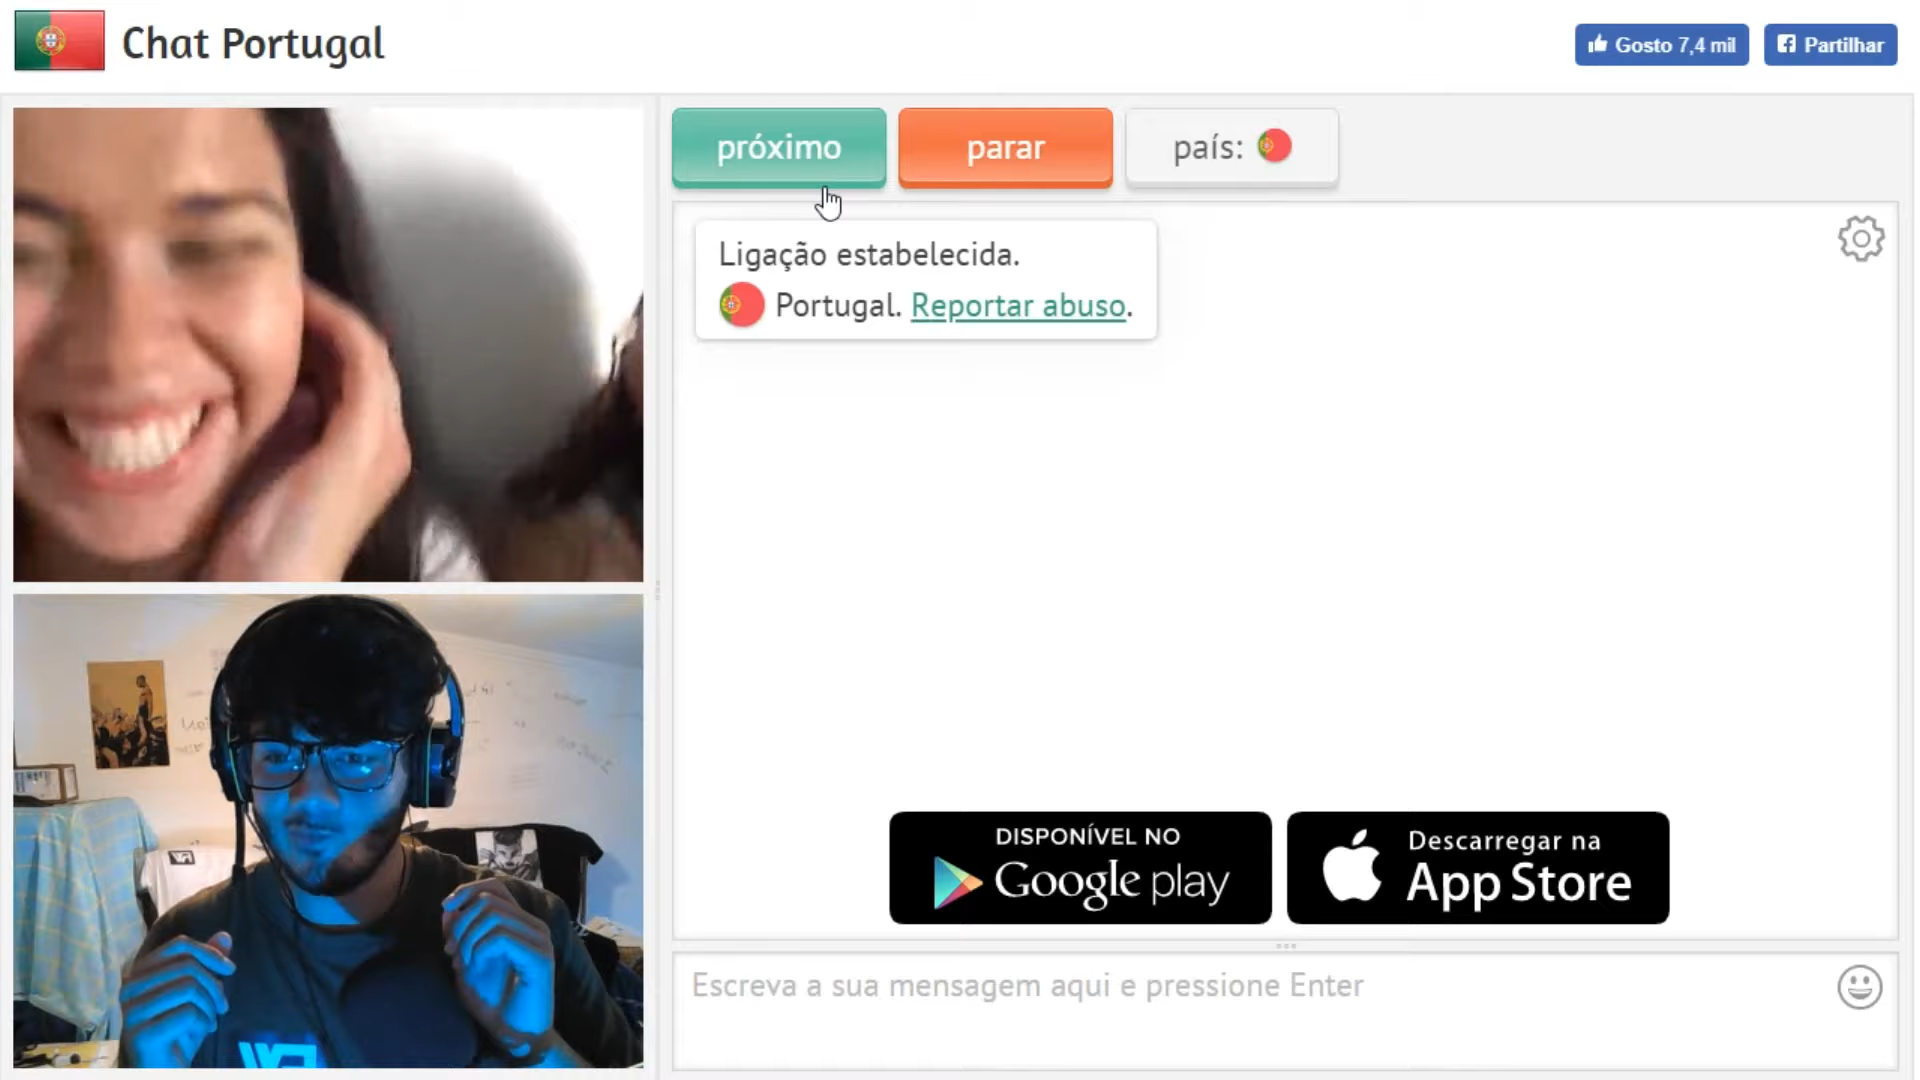 Chat Portugal
Gosto 7,4 mil
Partilhar
próximo
parar
país:
Ligação estabelecida.
Portugal. Reportar abuso.
DISPONÍVEL NO
Google play
Descarregar na
App Store
Escreva a sua mensagem aqui e pressione Enter